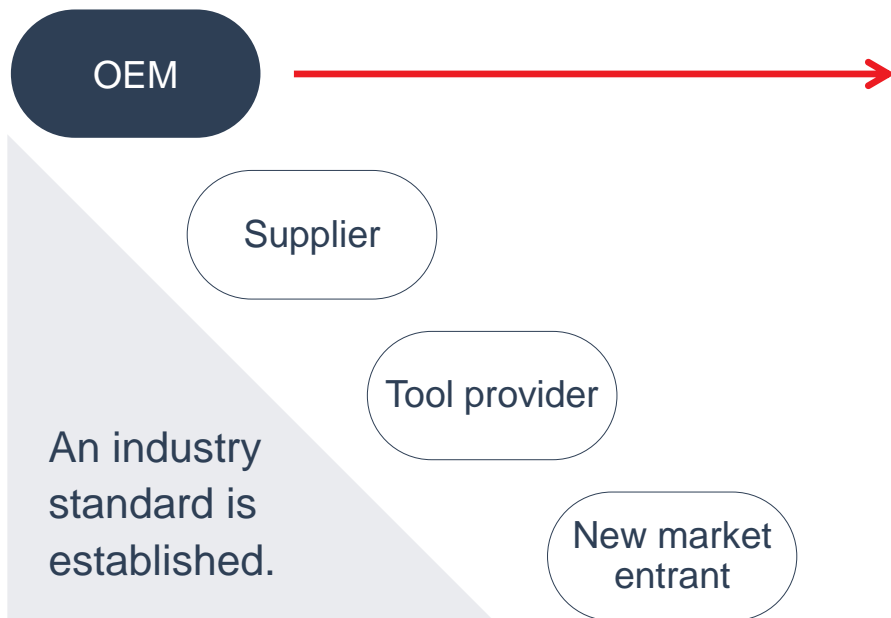 OEM
Supplier
Tool provider
An industry
standard is
established.
New market
entrant